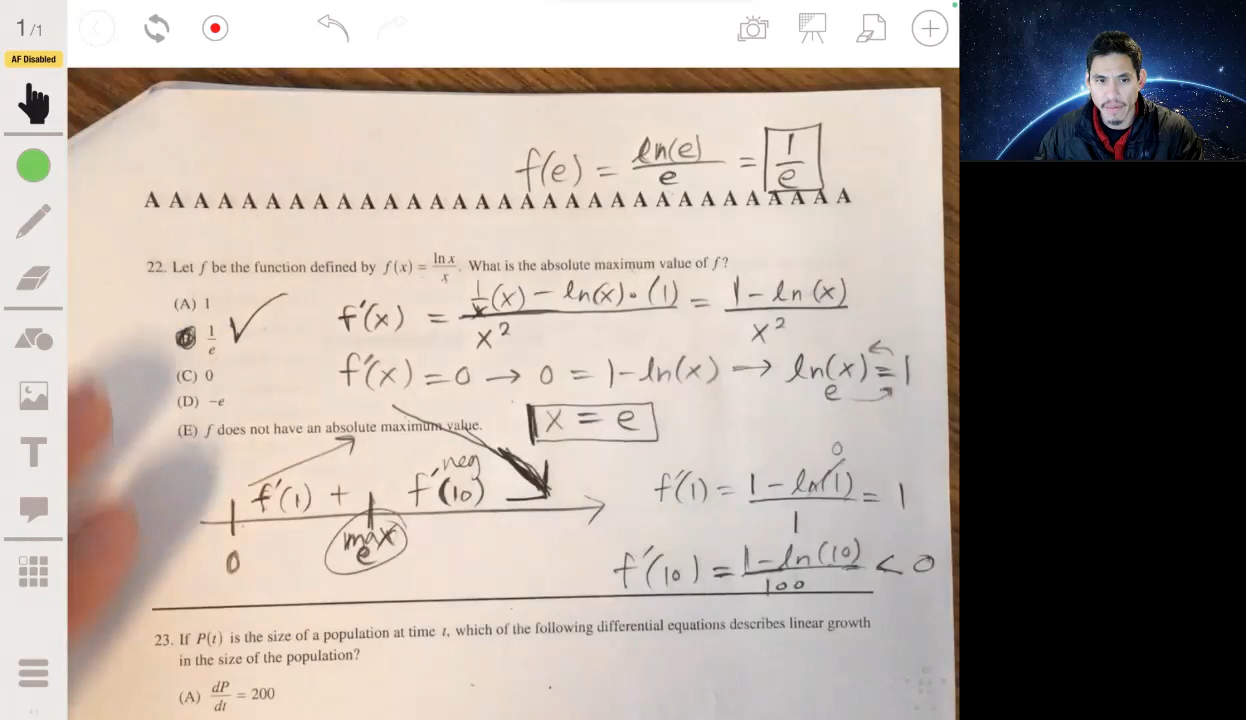 1/1
AF Disabled
f(e) = ln(e)/e = 1/e
A A A A A A A A A A A A A A A A A A A A A A A A A A A A A A
22. Let f be the function defined by f(x) = ln x/x. What is the absolute maximum value of f?
(A) 1
1/e
(C) 0
(D) -e
(E) f does not have an absolute maximum value.
f'(x) = 1/x(x) - ln(x)·(1)/x² = 1 - ln(x)/x²
f'(x) = 0 → 0 = 1 - ln(x) → ln(x) = 1
e
x = e
f'(1) + f'(10) neg
0 max e
f'(1) = 1 - ln(1)/1 = 1
0
f'(10) = 1 - ln(10)/100 < 0
23. If P(t) is the size of a population at time t, which of the following differential equations describes linear growth
in the size of the population?
(A) dP/dt = 200
T